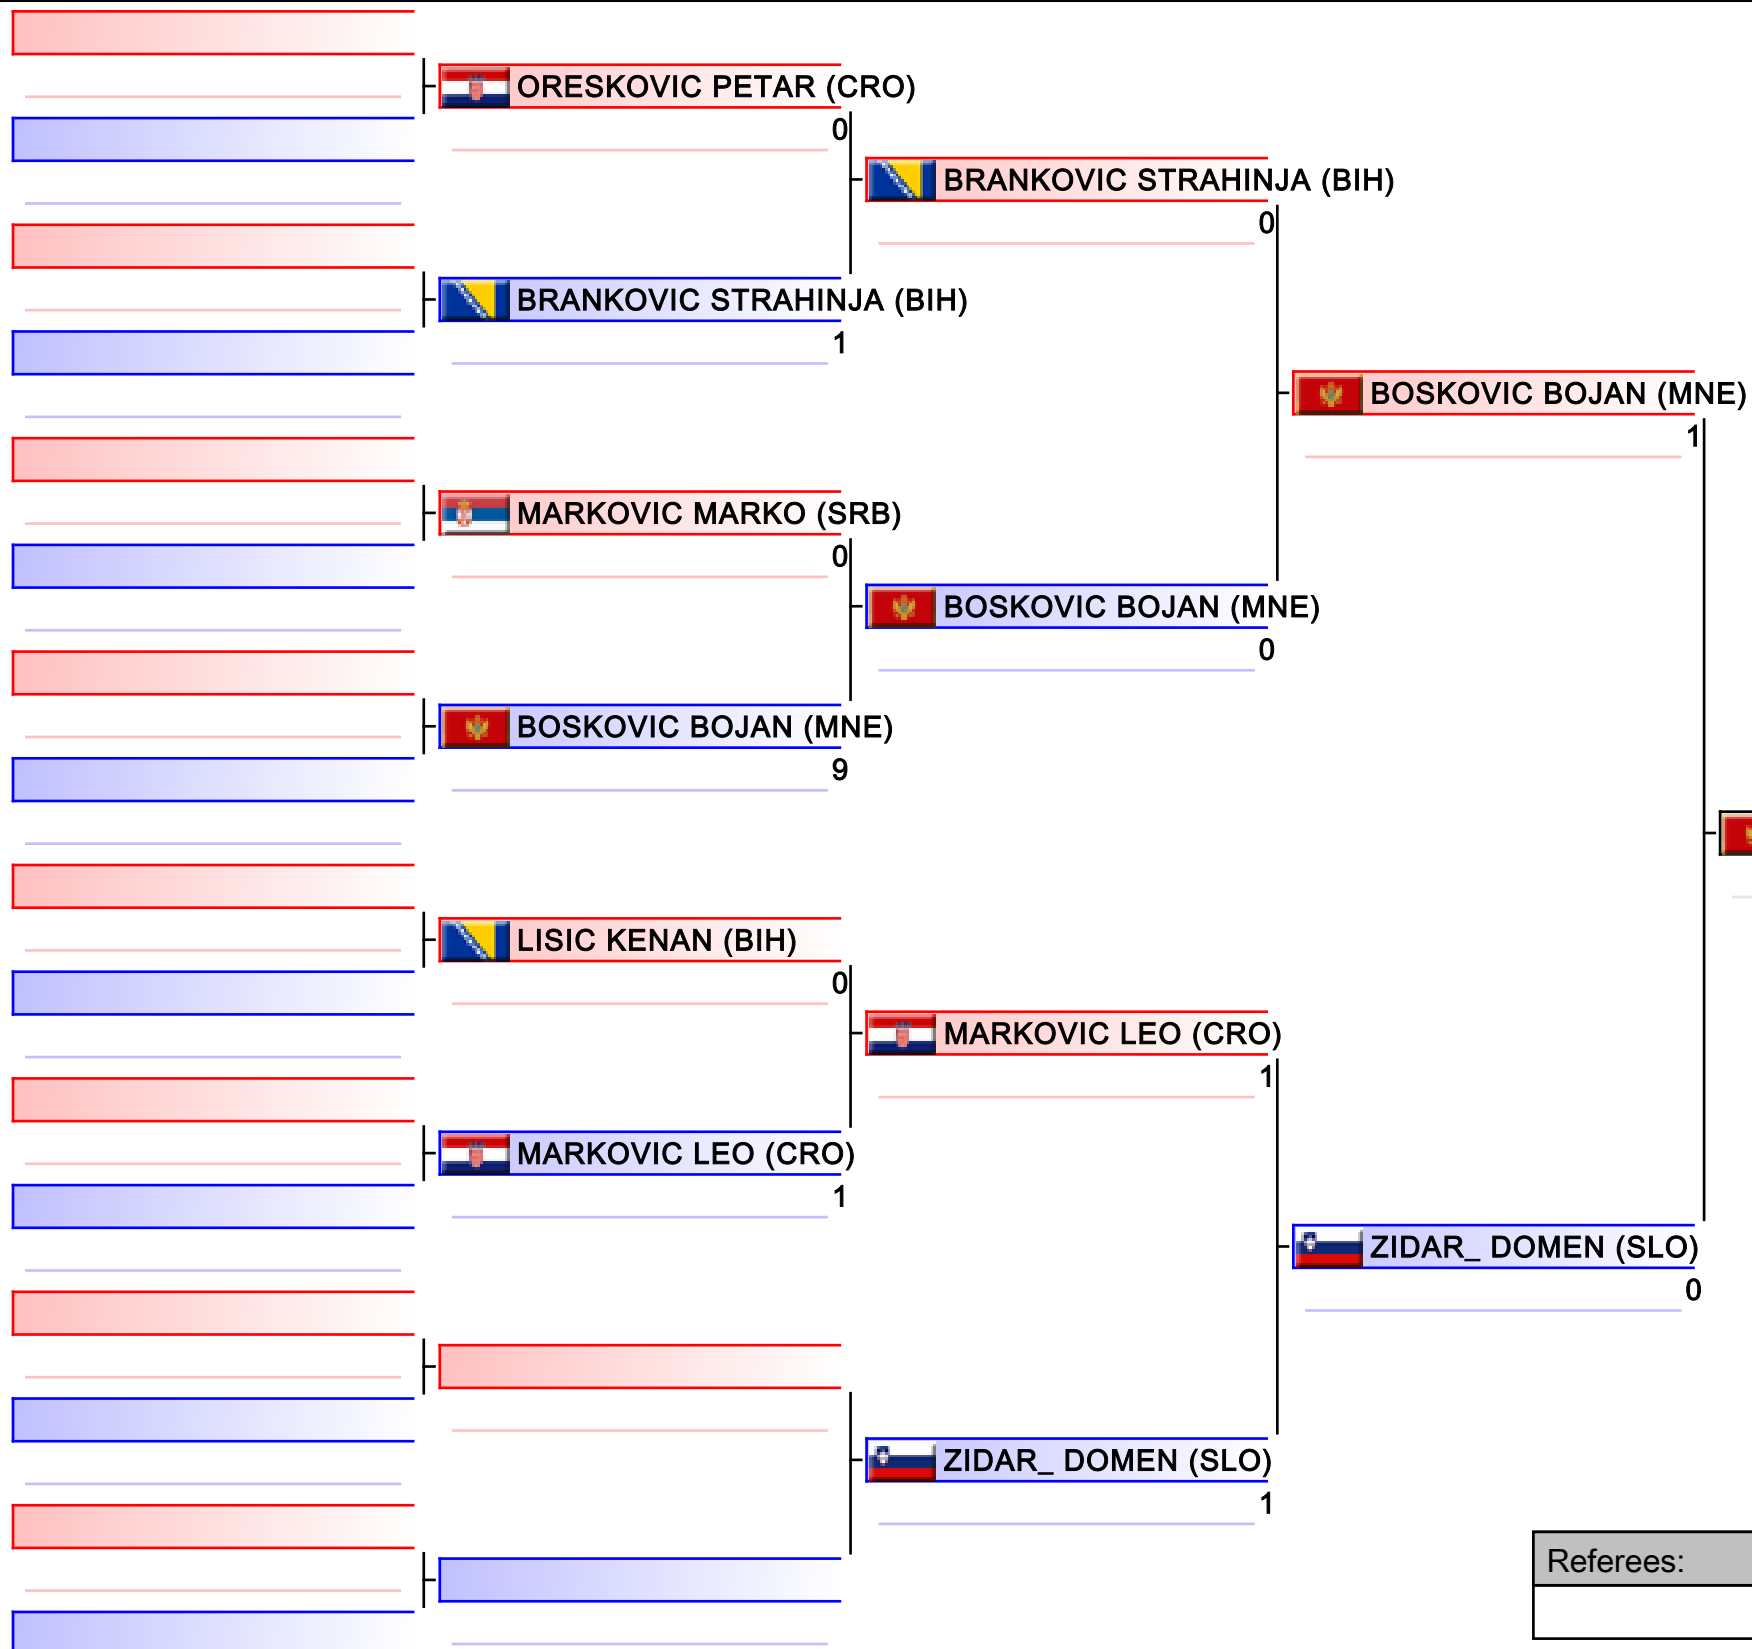 ORESKOVIC PETAR (CRO)
0
BRANKOVIC STRAHINJA (BIH)
0
BRANKOVIC STRAHINJA (BIH)
1
BOSKOVIC BOJAN (MNE)
1
MARKOVIC MARKO (SRB)
0
BOSKOVIC BOJAN (MNE)
0
BOSKOVIC BOJAN (MNE)
9
LISIC KENAN (BIH)
0
MARKOVIC LEO (CRO)
1
MARKOVIC LEO (CRO)
1
ZIDAR_ DOMEN (SLO)
0
ZIDAR_ DOMEN (SLO)
1
Referees: